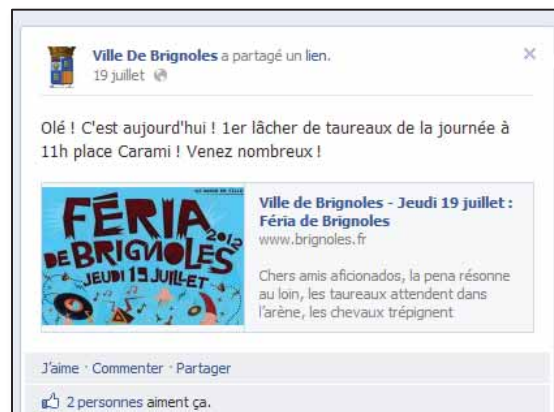 Ville De Brignoles a partagé un lien.
19 juillet
Olé ! C'est aujourd'hui ! 1er lâcher de taureaux de la journée à
11h place Carami ! Venez nombreux !
FÉRIA
2012
DE BRIGNOLES
JEUDI 19 JUILLET
Ville de Brignoles - Jeudi 19 juillet :
Féria de Brignoles
www.brignoles.fr
Chers amis aficionados, la pena résonne
au loin, les taureaux attendent dans
l'arène, les chevaux trépignent
J'aime · Commenter · Partager
2 personnes aiment ça.